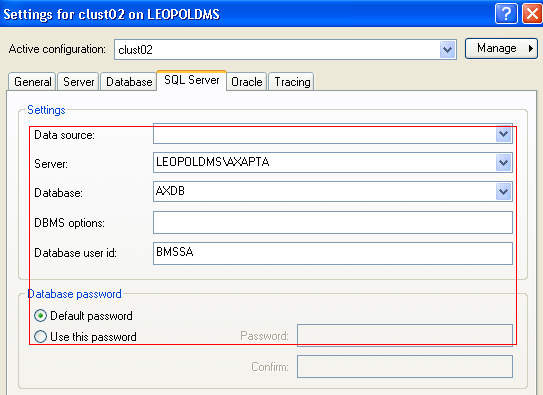 Settings for clust02 on LEOPOLDMS
Active configuration: clust02 Manage
General Server Database SQL Server Oracle Tracing
Settings
Data source:
Server: LEOPOLDMS\AXAPTA
Database: AXDB
DBMS options:
Database user id: BMSSA
Database password
Default password
Use this password Password:
Confirm: